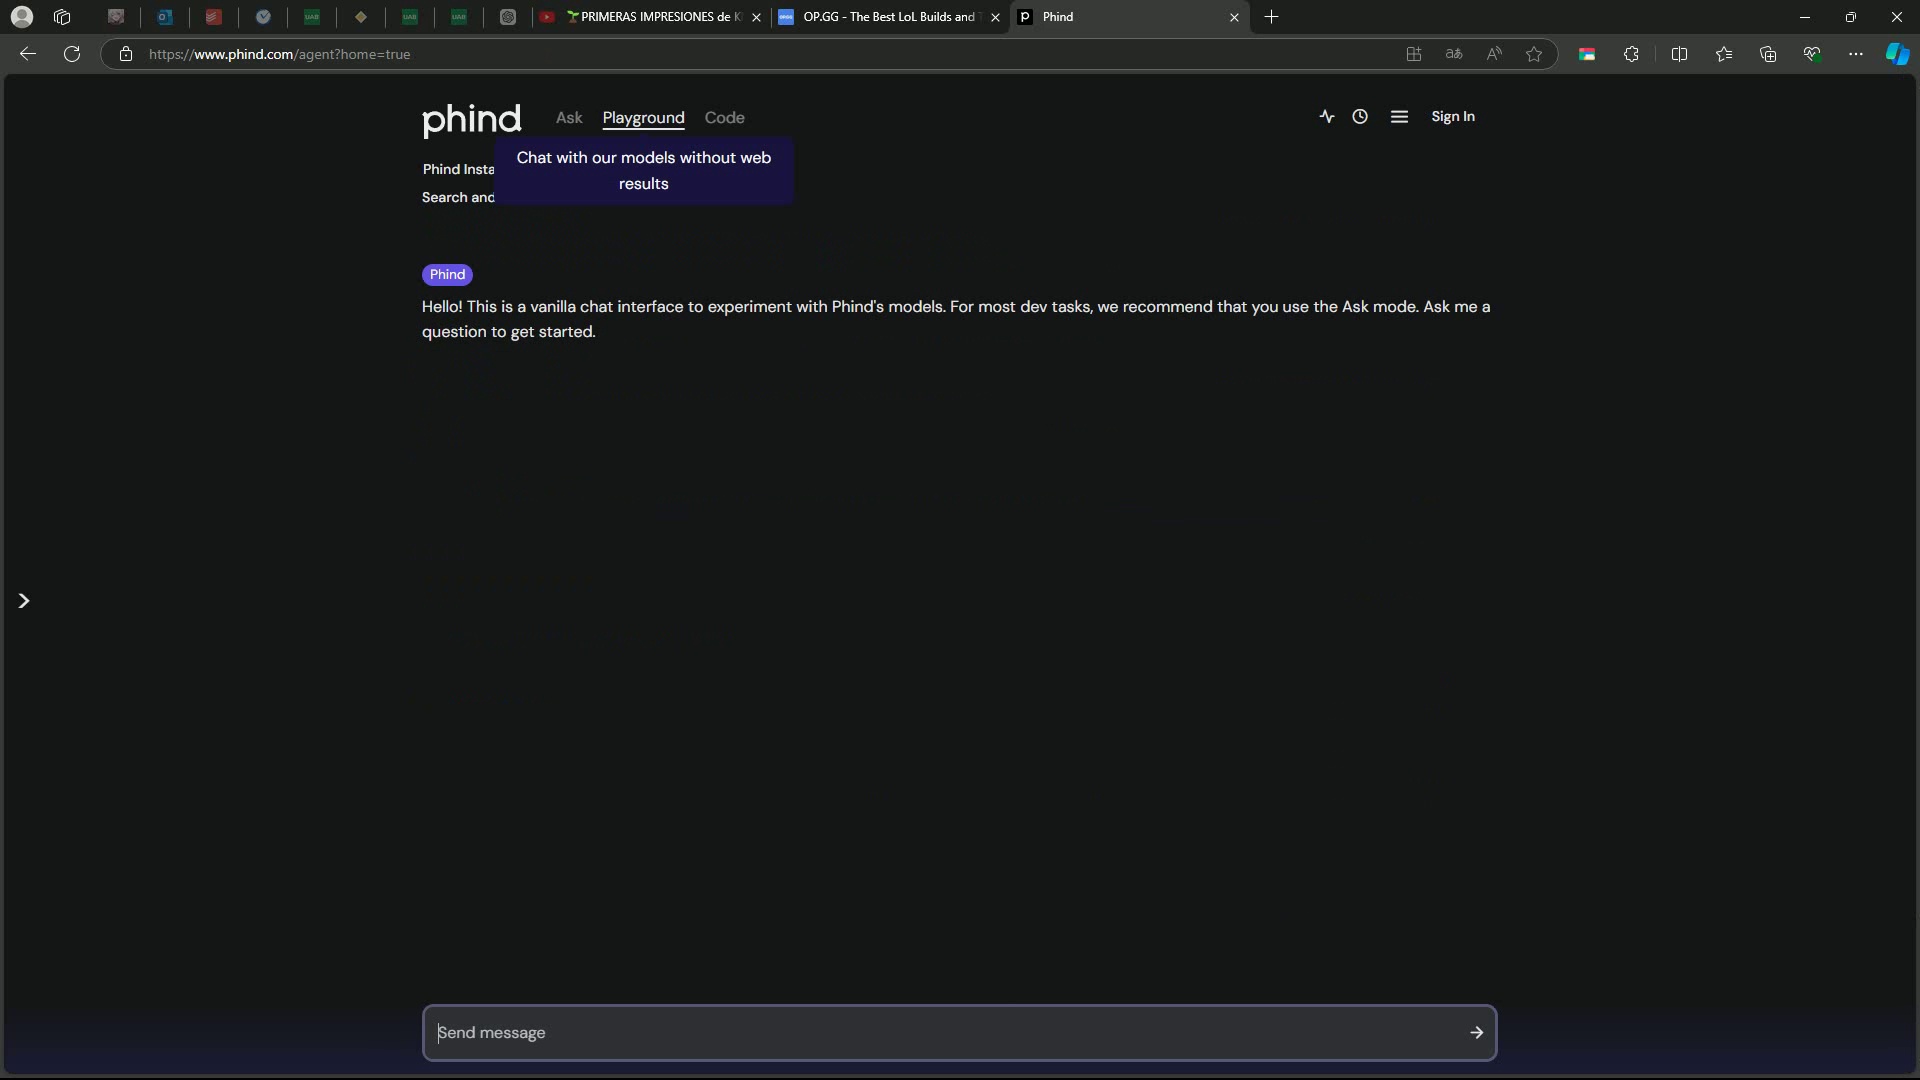 UAB
UAB
UAB
PRIMERAS IMPRESIONES de K
OP.GG - The Best LoL Builds and T
Phind
https://www.phind.com/agent?home=true
phind
Ask
Playground
Code
Sign In
Chat with our models without web
results
Phind Insta
Search and
Phind
Hello! This is a vanilla chat interface to experiment with Phind's models. For most dev tasks, we recommend that you use the Ask mode. Ask me a
question to get started.
Send message